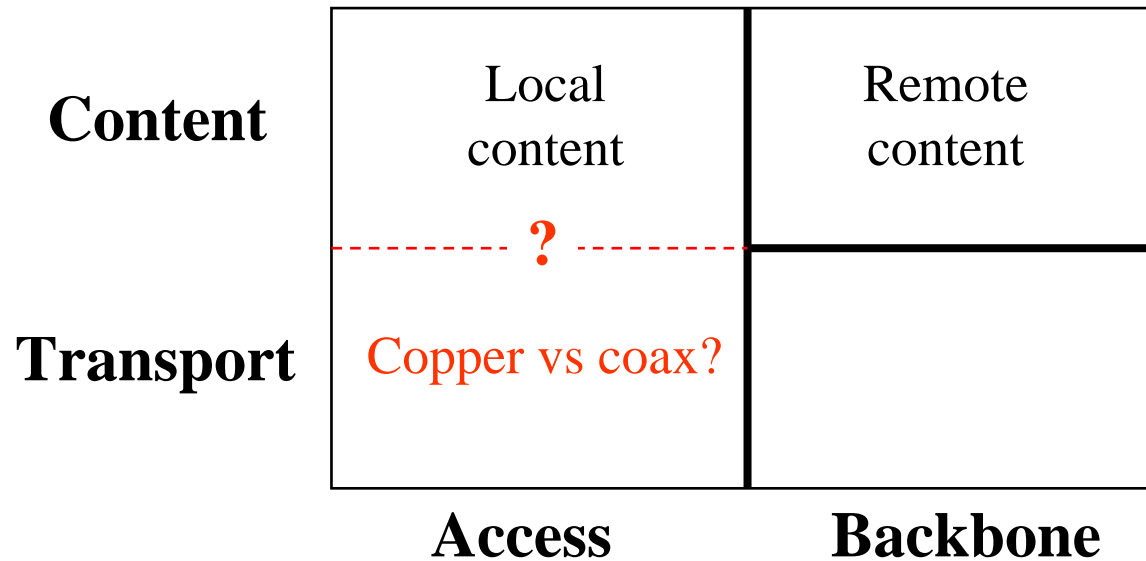 Content
Local
content
Remote
content
?
Transport
Copper vs coax?
Access
Backbone